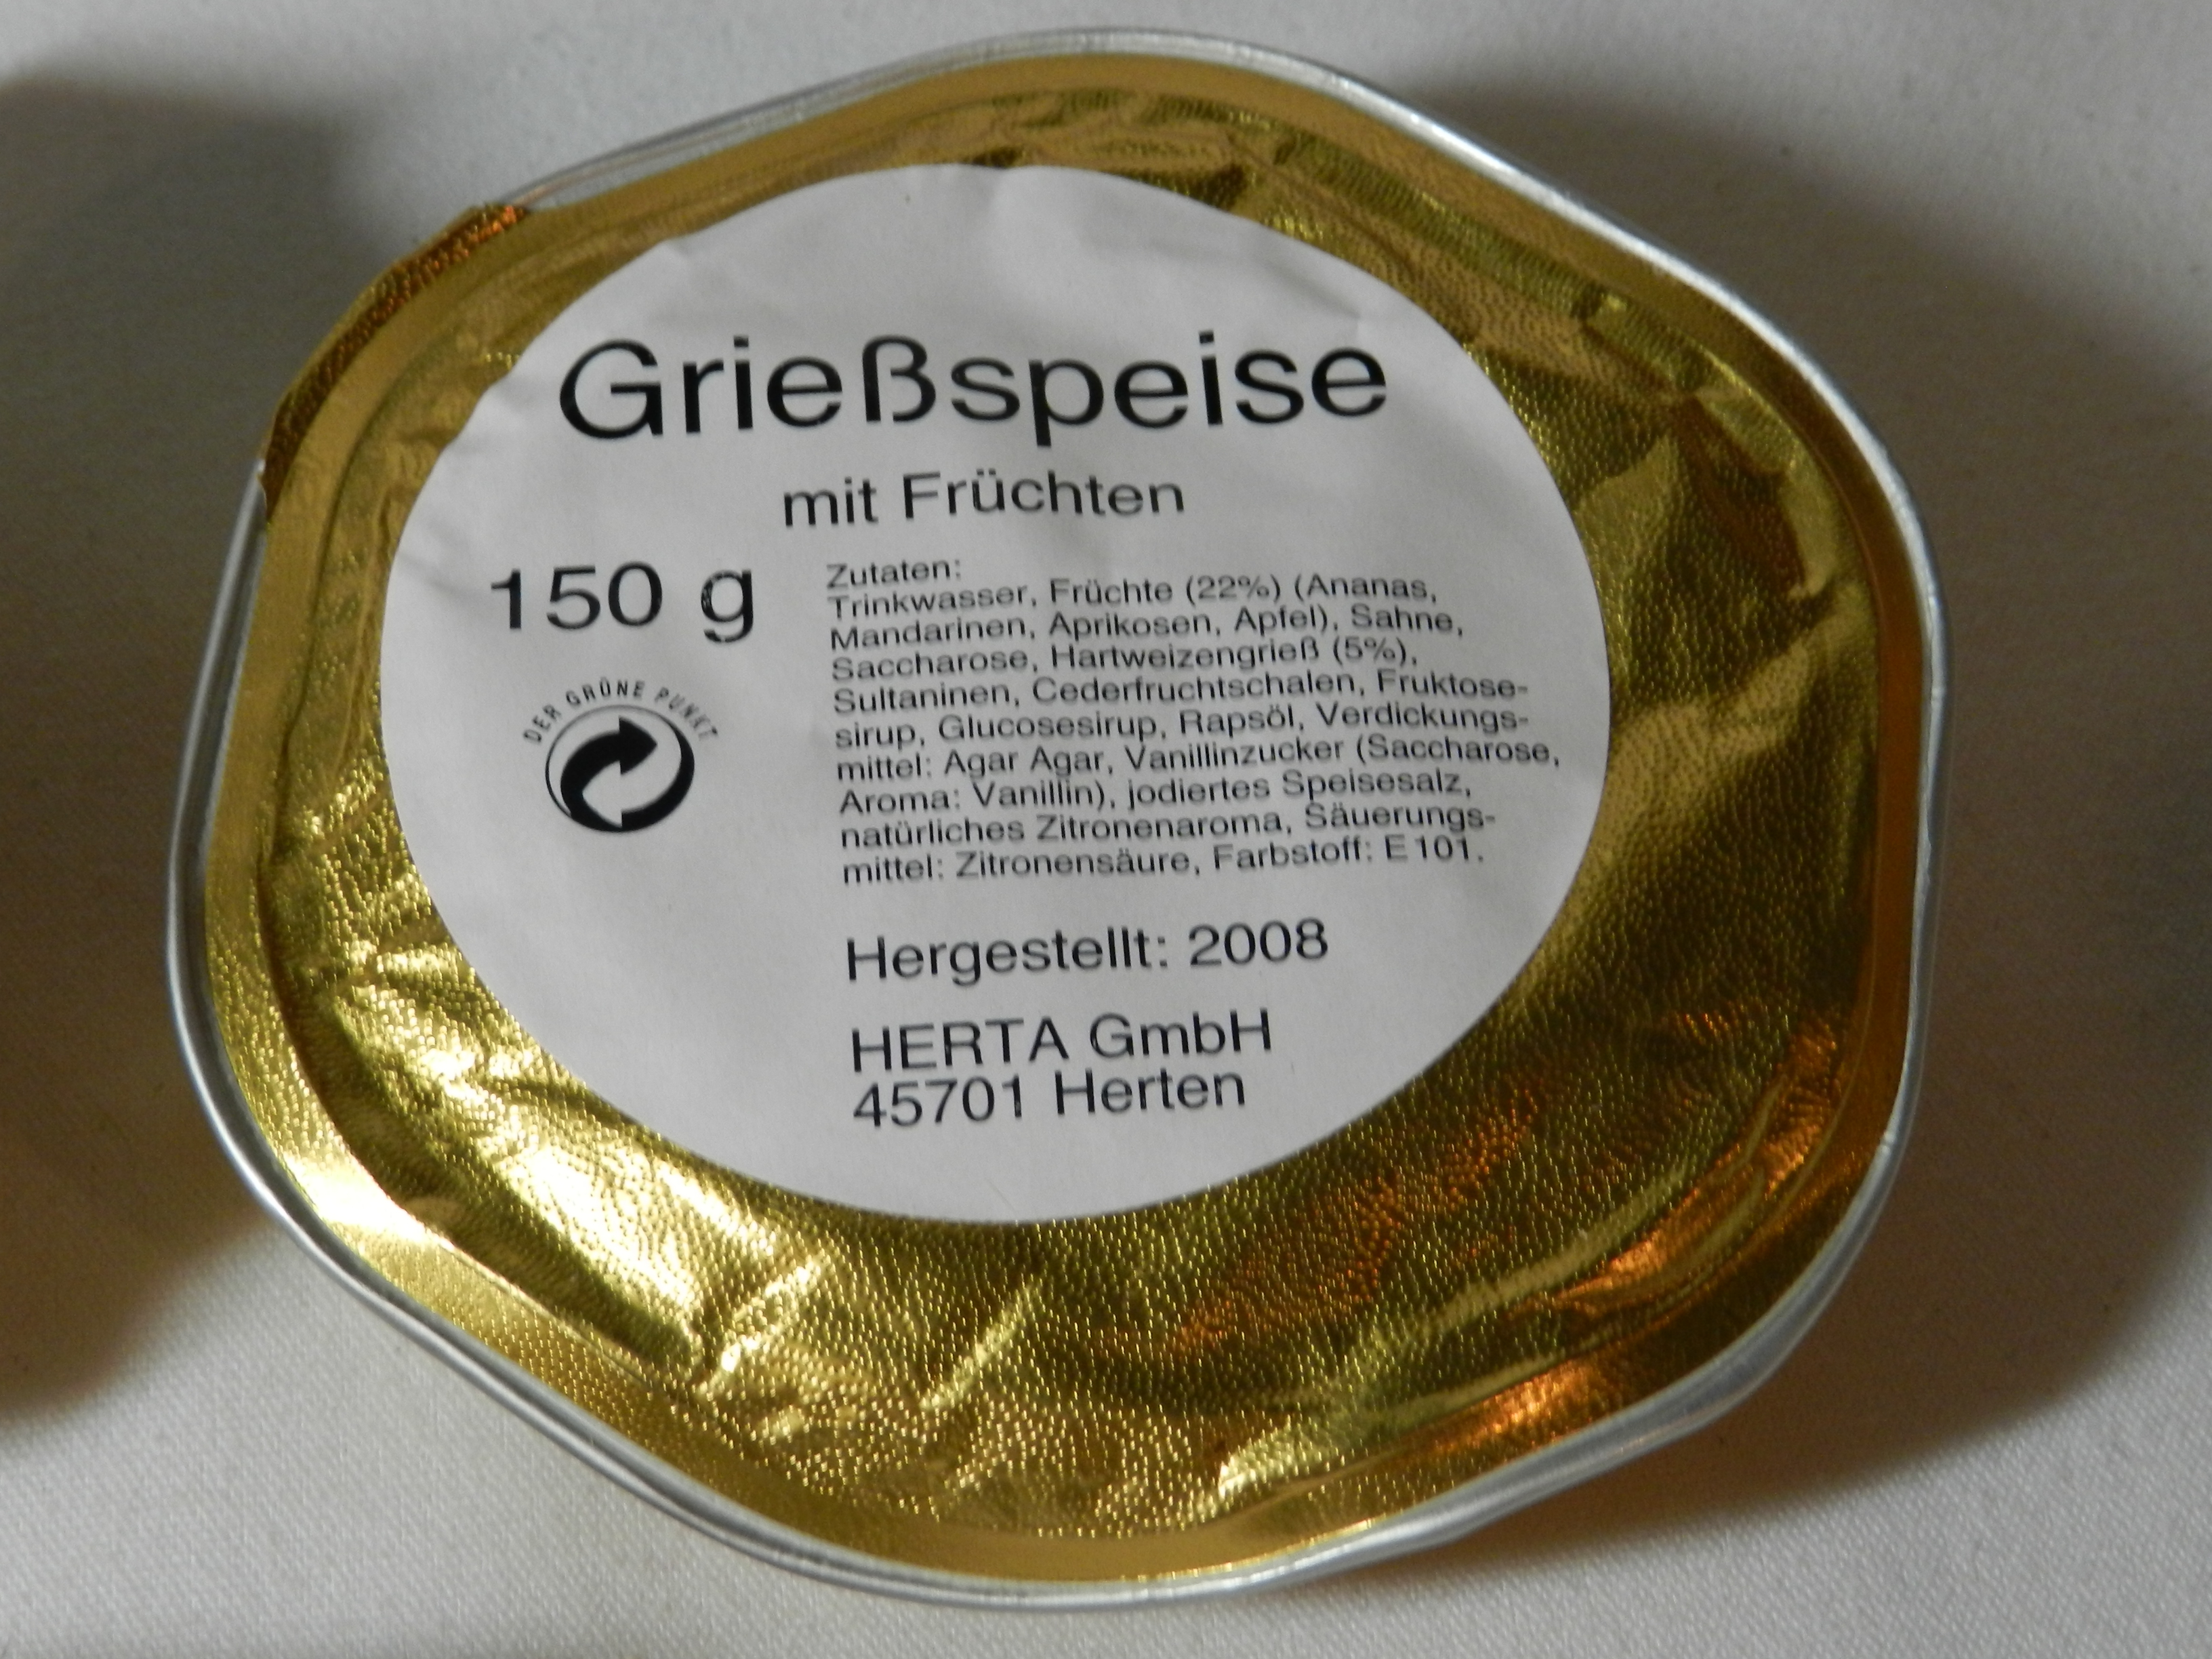 Grießspeise
mit Früchten
150 g
DER GRÜNE PUNKT
Zutaten:
Trinkwasser, Früchte (22%) (Ananas,
Mandarinen, Aprikosen, Apfel), Sahne,
Saccharose, Hartweizengrieß (5%),
Sultaninen, Cederfruchtschalen, Fruktose-
sirup, Glucosesirup, Rapsöl, Verdickungs-
mittel: Agar Agar, Vanillinzucker (Saccharose,
Aroma: Vanillin), jodiertes Speisesalz,
natürliches Zitronenaroma, Säuerungs-
mittel: Zitronensäure, Farbstoff: E 101.
Hergestellt: 2008
HERTA GmbH
45701 Herten